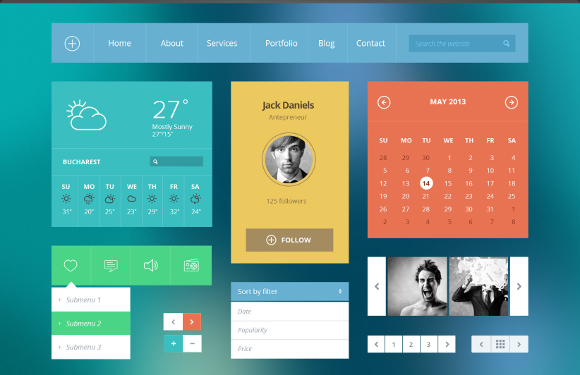 Home About Services Portfolio Blog Contact Search the website
27°
Mostly Sunny
27°15°
BUCHAREST
SU MO TU WE TH FR SA
31° 20° 25° 23° 29° 32° 24°
Jack Daniels
Antepreneur
125 followers
FOLLOW
MAY 2013
SU MO TU WE TH FR SA
28 29 30 1 2 3 4
5 6 7 8 9 10 11
12 13 14 15 16 17 18
19 20 21 22 23 24 25
26 27 28 29 30 31 1
2 3 4 5 6 7 8
Submenu 1
Submenu 2
Submenu 3
Sort by filter
Date
Popularity
Price
1 2 3